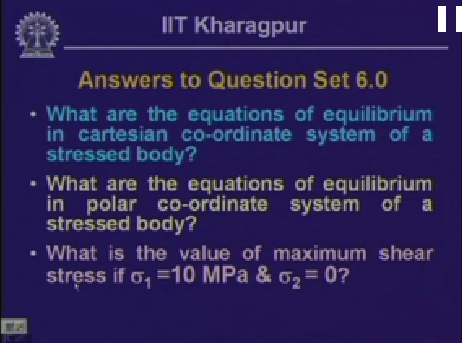 IIT Kharagpur
Answers to Question Set 6.0
• What are the equations of equilibrium
in cartesian co-ordinate system of a
stressed body?
• What are the equations of equilibrium
in polar co-ordinate system of a
stressed body?
• What is the value of maximum shear
stress if σ₁ =10 MPa & σ₂ = 0?